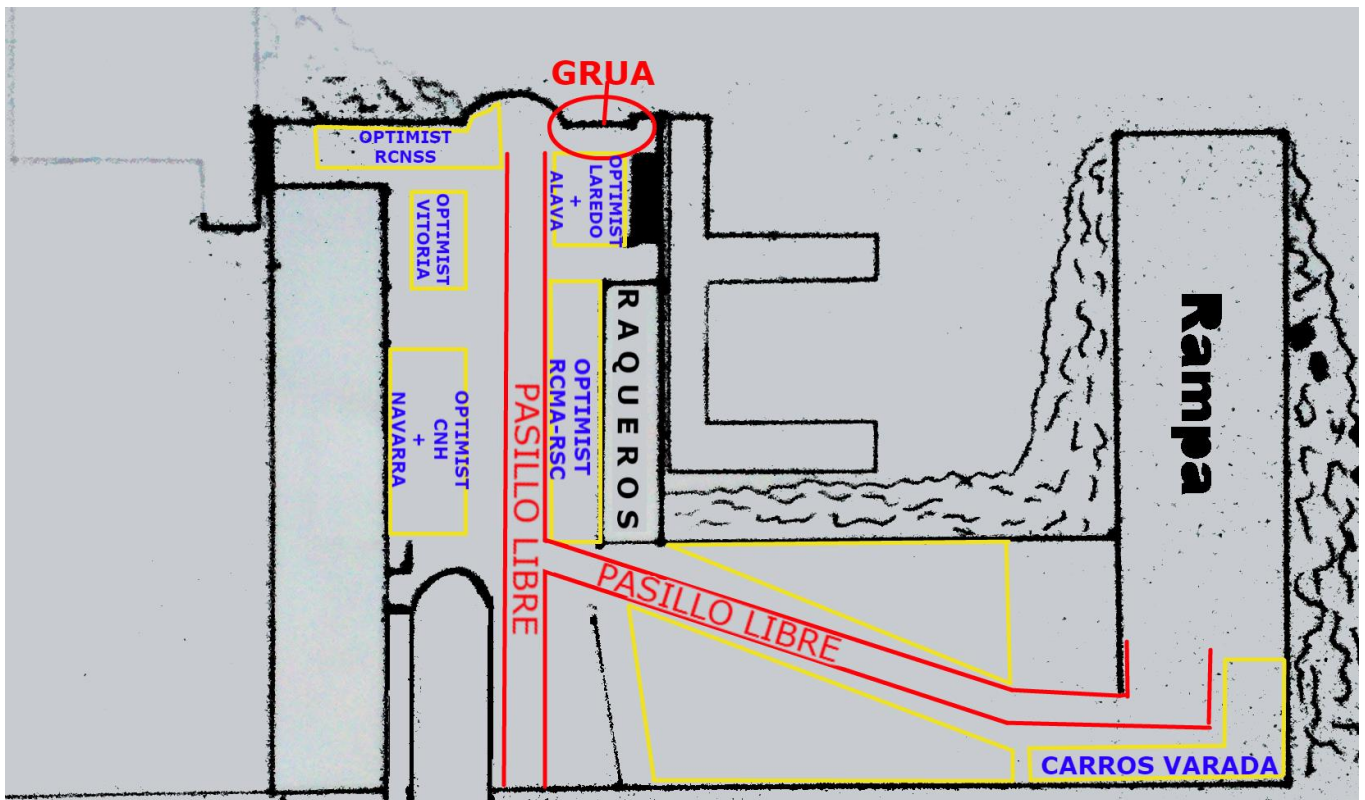 GRUA
OPTIMIST
RCNSS
OPTIMIST
LAREDO
+
ALAVA
OPTIMIST
VITORIA
RAQUEROS
Rampa
OPTIMIST
RCMA-RSC
OPTIMIST
CNH
+
NAVARRA
PASILLO LIBRE
PASILLO LIBRE
CARROS VARADA